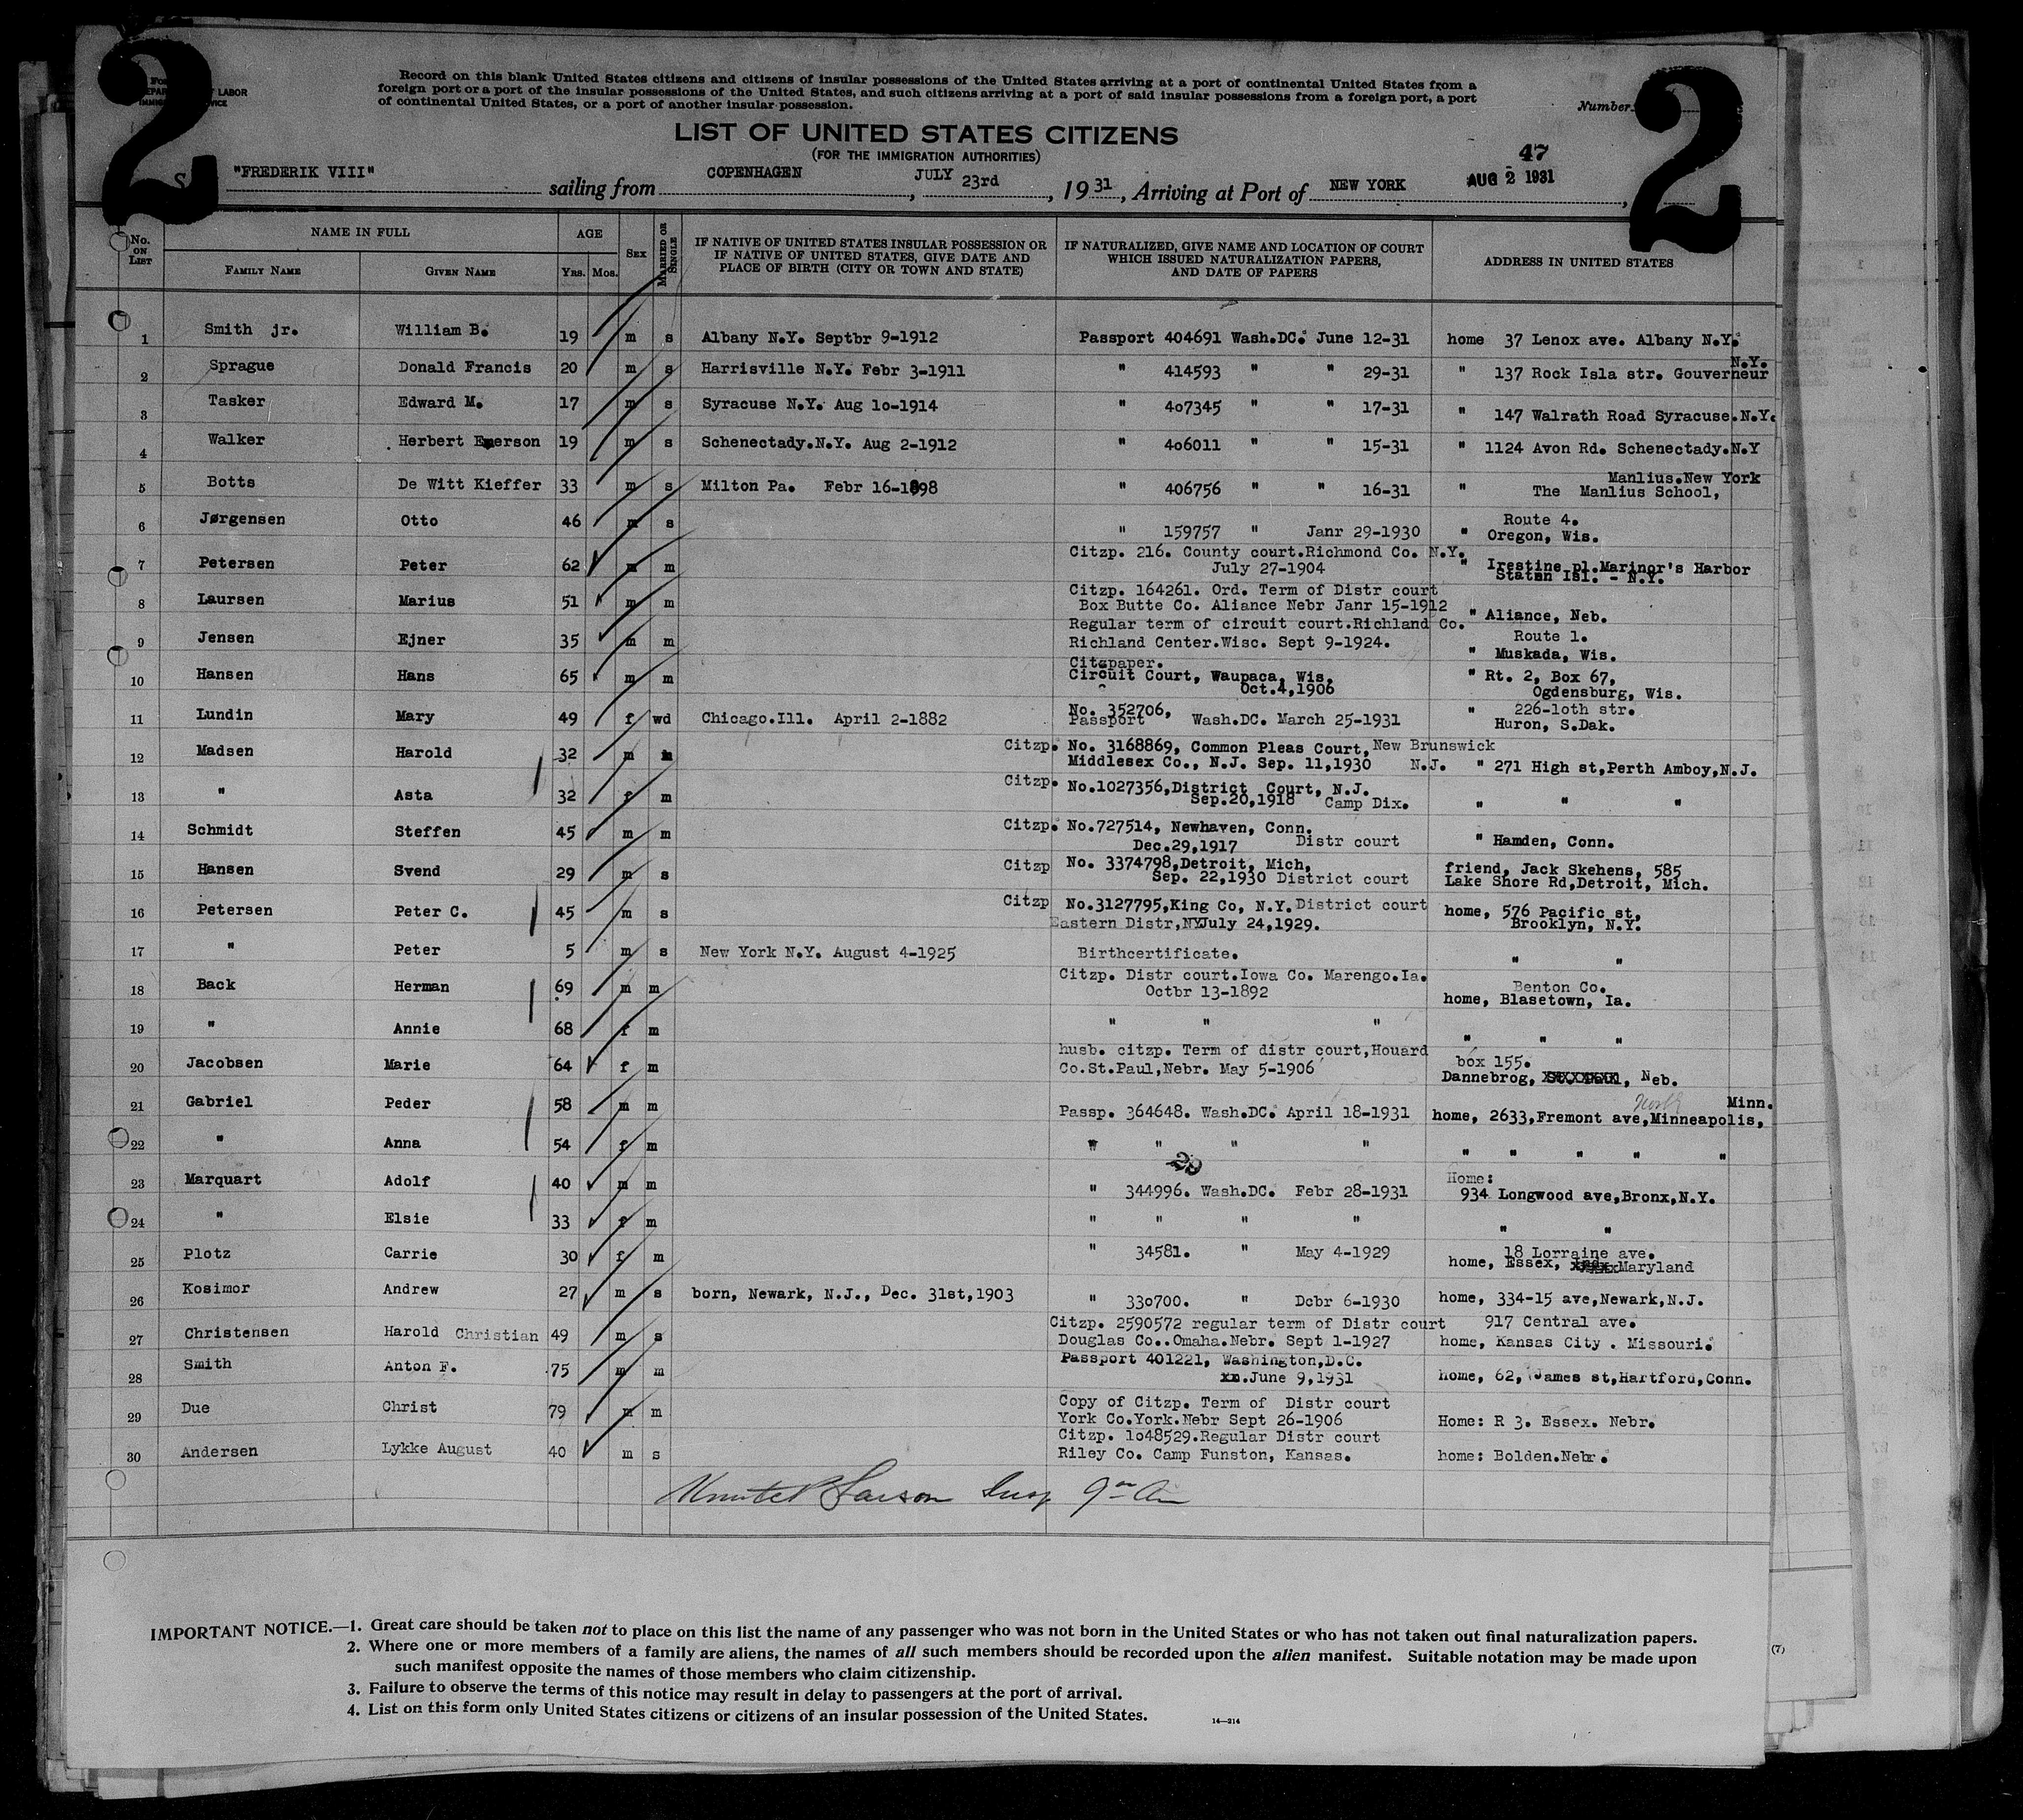 2
2
LABOR
Record on this blank United States citizens and citizens of insular possessions of the United States arriving at a port of continental United States from a
foreign port or a port of the insular possessions of the United States, and such citizens arriving at a port of said insular possessions from a foreign port, a port
of continental United States, or a port of another insular possession.
Number
LIST OF UNITED STATES CITIZENS
(FOR THE IMMIGRATION AUTHORITIES)
47
S "FREDERIK VIII" sailing from COPENHAGEN, JULY 23rd, 1931, Arriving at Port of NEW YORK, AUG 2 1931
No. ON LIST
NAME IN FULL
FAMILY NAME
GIVEN NAME
AGE
YRS. MOS.
SEX
MARRIED OR SINGLE
IF NATIVE OF UNITED STATES INSULAR POSSESSION OR
IF NATIVE OF UNITED STATES, GIVE DATE AND
PLACE OF BIRTH (CITY OR TOWN AND STATE)
IF NATURALIZED, GIVE NAME AND LOCATION OF COURT
WHICH ISSUED NATURALIZATION PAPERS,
AND DATE OF PAPERS
ADDRESS IN UNITED STATES
1 Smith jr. William B. 19 m s Albany N.Y. Septbr 9-1912 Passport 404691 Wash.DC. June 12-31 home 37 Lenox ave. Albany N.Y.
N.Y.
2 Sprague Donald Francis 20 m s Harrisville N.Y. Febr 3-1911 " 414593 " " 29-31 " 137 Rock Isla str. Gouverneur
3 Tasker Edward M. 17 m s Syracuse N.Y. Aug 1o-1914 " 4o7345 " " 17-31 " 147 Walrath Road Syracuse.N.Y.
4 Walker Herbert Emerson 19 m s Schenectady.N.Y. Aug 2-1912 " 4o6011 " " 15-31 " 1124 Avon Rd. Schenectady.N.Y
Manlius.New York
5 Botts De Witt Kieffer 33 m s Milton Pa. Febr 16-1898 " 406756 " " 16-31 " The Manlius School,
Route 4.
6 Jørgensen Otto 46 m s " 159757 " Janr 29-1930 " Oregon, Wis.
Citzp. 216. County court.Richmond Co. N.Y.
7 Petersen Peter 62 m m July 27-1904 " Irestine pl.Marinor's Harbor
Staten Isl. - N.Y.
Citzp. 164261. Ord. Term of Distr court
8 Laursen Marius 51 m m Box Butte Co. Aliance Nebr Janr 15-1912 " Aliance, Neb.
Regular term of circuit court.Richland Co. Route 1.
9 Jensen Ejner 35 m m Richland Center.Wisc. Sept 9-1924. " Muskada, Wis.
Citzpaper.
10 Hansen Hans 65 m m Circuit Court, Waupaca, Wis, " Rt. 2, Box 67,
Oct.4,1906 Ogdensburg, Wis.
No. 352706, " 226-1oth str.
11 Lundin Mary 49 f wd Chicago.Ill. April 2-1882 Passport Wash.DC. March 25-1931 Huron, S.Dak.
12 Madsen Harold 32 m m Citzp. No. 3168869, Common Pleas Court, New Brunswick
Middlesex Co., N.J. Sep. 11,1930 N.J. " 271 High st,Perth Amboy,N.J.
13 " Asta 32 f m Citzp. No.1027356,District Court, N.J.
Sep.20,1918 Camp Dix. " " "
14 Schmidt Steffen 45 m m Citzp. No.727514, Newhaven, Conn.
Dec.29,1917 Distr court " Hamden, Conn.
15 Hansen Svend 29 m s Citzp No. 3374798,Detroit, Mich, friend, Jack Skehens, 585
Sep. 22,1930 District court Lake Shore Rd,Detroit, Mich.
16 Petersen Peter C. 45 m s Citzp No.3127795,King Co, N.Y. District court home, 576 Pacific st,
Eastern Distr,NYJuly 24,1929. Brooklyn, N.Y.
17 " Peter 5 m s New York N.Y. August 4-1925 Birthcertificate. " "
Citzp. Distr court.Iowa Co. Marengo.Ia. Benton Co.
18 Back Herman 69 m m Octbr 13-1892 home, Blasetown, Ia.
19 " Annie 68 f m " " " " " "
husb. citzp. Term of distr court,Houard box 155.
20 Jacobsen Marie 64 f m Co.St.Paul,Nebr. May 5-1906 Dannebrog, Neb.
North Minn.
21 Gabriel Peder 58 m m Passp. 364648. Wash.DC. April 18-1931 home, 2633,Fremont ave,Minneapolis,
22 " Anna 54 f m " " " " " " " " "
29
Home:
23 Marquart Adolf 40 m m " 344996. Wash.DC. Febr 28-1931 934 Longwood ave,Bronx,N.Y.
24 " Elsie 33 f m " " " " " "
18 Lorraine ave.
25 Plotz Carrie 30 f m " 34581. " May 4-1929 home, Essex, Maryland
26 Kosimor Andrew 27 m s born, Newark, N.J., Dec. 31st,1903 " 33o700. " Dcbr 6-1930 home, 334-15 ave,Newark,N.J.
Citzp. 2590572 regular term of Distr court 917 Central ave.
27 Christensen Harold Christian 49 m s Douglas Co..Omaha.Nebr. Sept 1-1927 home, Kansas City . Missouri.
Passport 401221, Washington,D.C.
28 Smith Anton F. 75 m m June 9,1931 home, 62, James st,Hartford,Conn.
Copy of Citzp. Term of Distr court
29 Due Christ 79 m m York Co.York.Nebr Sept 26-1906 Home: R 3. Essex. Nebr.
Citzp. 1o48529.Regular Distr court
30 Andersen Lykke August 40 m s Riley Co. Camp Funston, Kansas. home: Bolden.Nebr.
Larson Insp
IMPORTANT NOTICE.—1. Great care should be taken not to place on this list the name of any passenger who was not born in the United States or who has not taken out final naturalization papers.
2. Where one or more members of a family are aliens, the names of all such members should be recorded upon the alien manifest. Suitable notation may be made upon
such manifest opposite the names of those members who claim citizenship.
3. Failure to observe the terms of this notice may result in delay to passengers at the port of arrival.
4. List on this form only United States citizens or citizens of an insular possession of the United States.
14—214
(7)